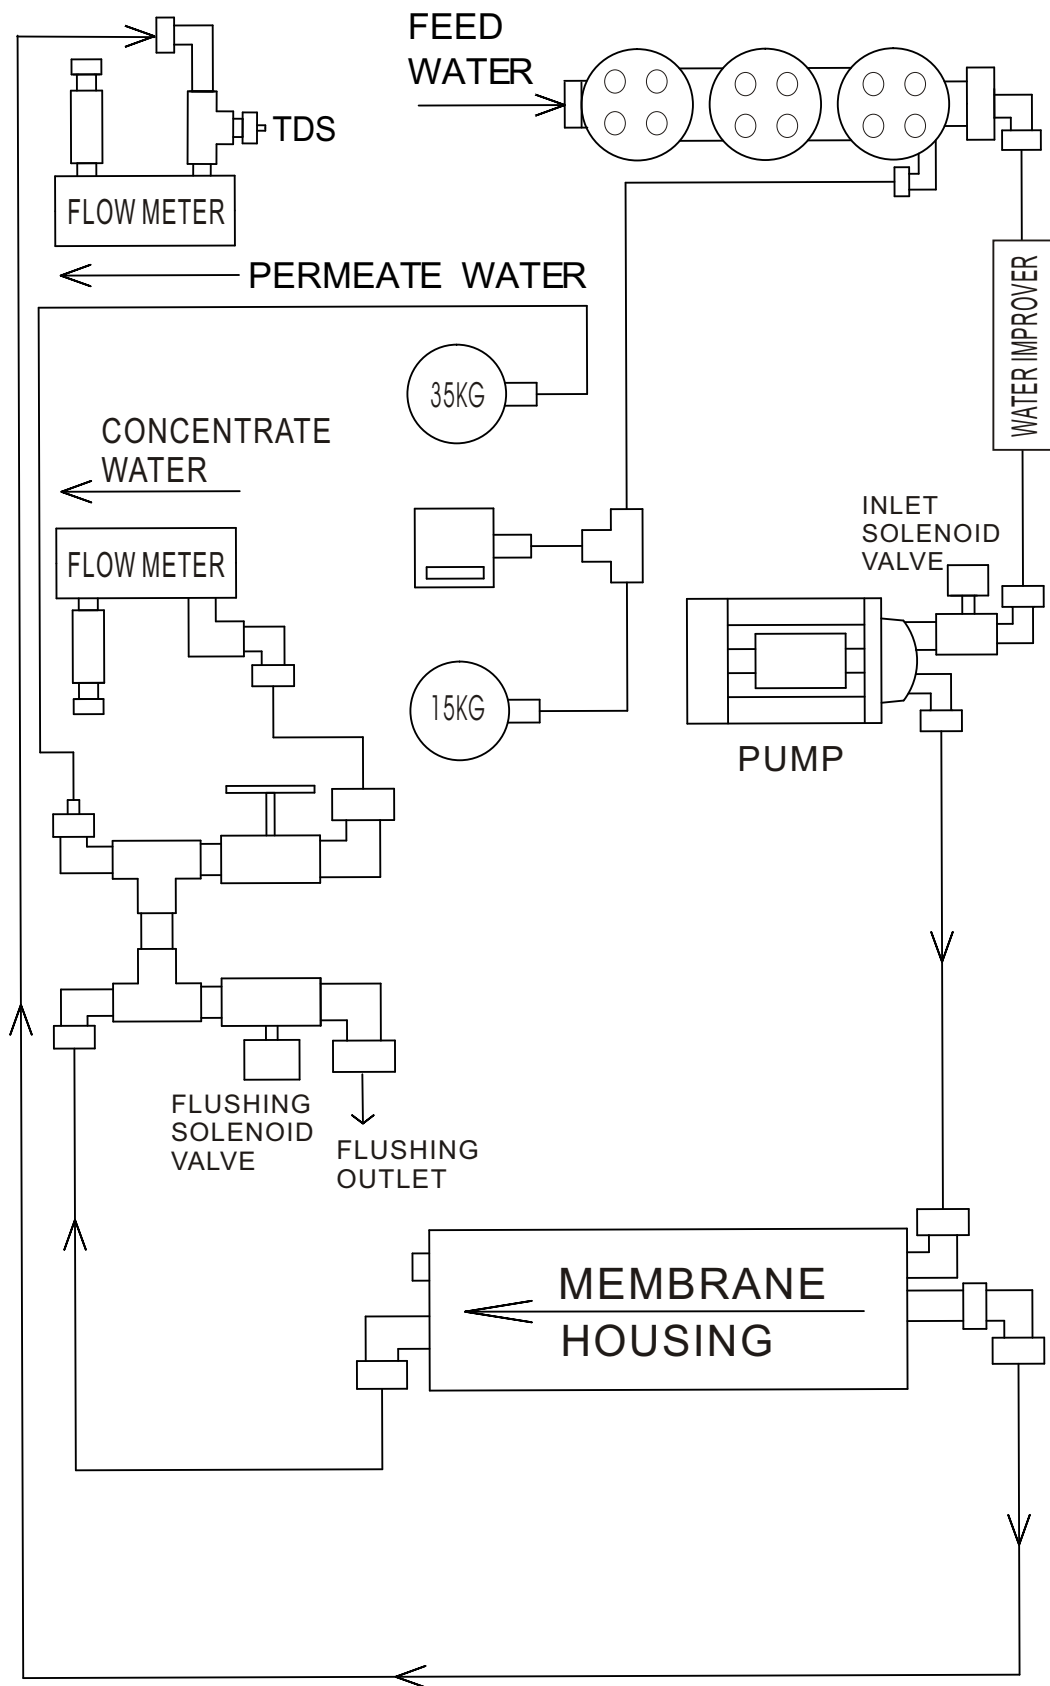 FEED
WATER
TDS
FLOW METER
PERMEATE WATER
WATER IMPROVER
35KG
CONCENTRATE
WATER
INLET
SOLENOID
VALVE
FLOW METER
15KG
PUMP
FLUSHING
SOLENOID
VALVE
FLUSHING
OUTLET
MEMBRANE
HOUSING